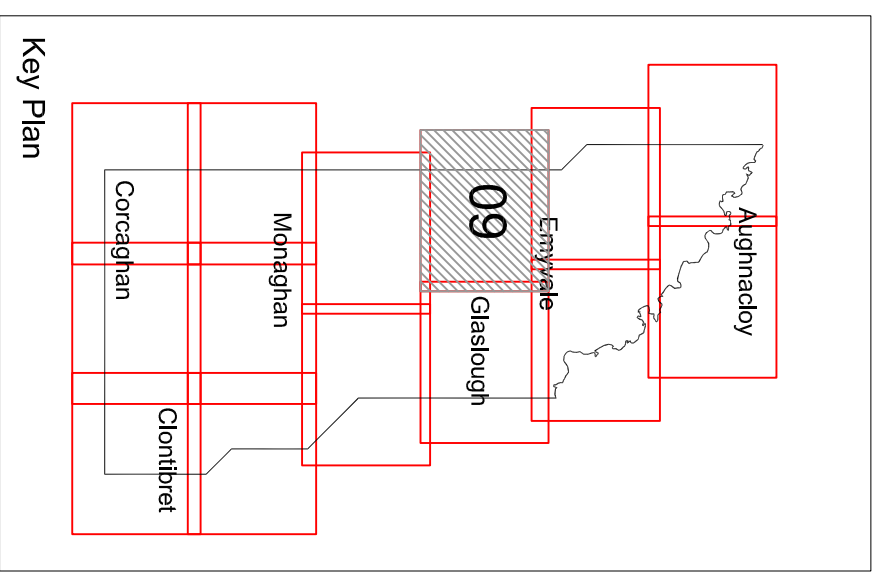 Aughnacloy
Emyvale
09
Glaslough
Monaghan
Clontibret
Corcaghan
Key Plan